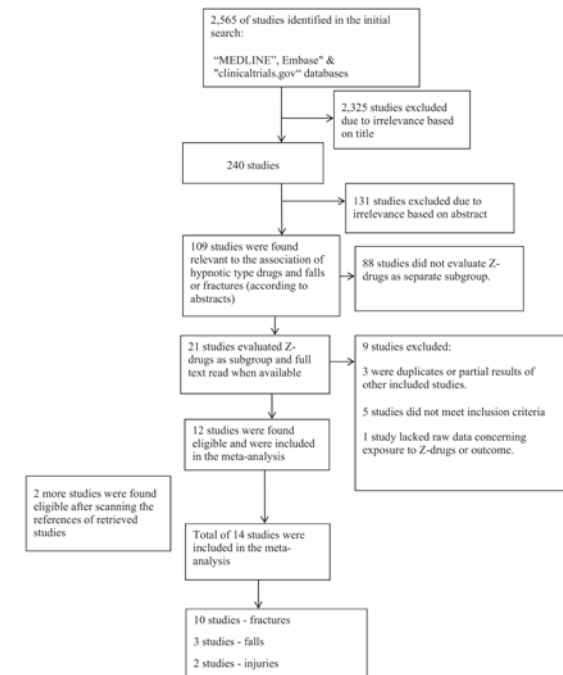 2,565 of studies identified in the initial
search:
“MEDLINE”, Embase" &
"clinicaltrials.gov“ databases
2,325 studies excluded
due to irrelevance based
on title
240 studies
131 studies excluded due to
irrelevance based on abstract
109 studies were found
relevant to the association of
hypnotic type drugs and falls
or fractures (according to
abstracts)
88 studies did not evaluate Z-
drugs as separate subgroup.
21 studies evaluated Z-
drugs as subgroup and full
text read when available
9 studies excluded:
3 were duplicates or partial results of
other included studies.
5 studies did not meet inclusion criteria
1 study lacked raw data concerning
exposure to Z-drugs or outcome.
12 studies were found
eligible and were included
in the meta-analysis
2 more studies were found
eligible after scanning the
references of retrieved
studies
Total of 14 studies were
included in the meta-
analysis
10 studies - fractures
3 studies - falls
2 studies - injuries